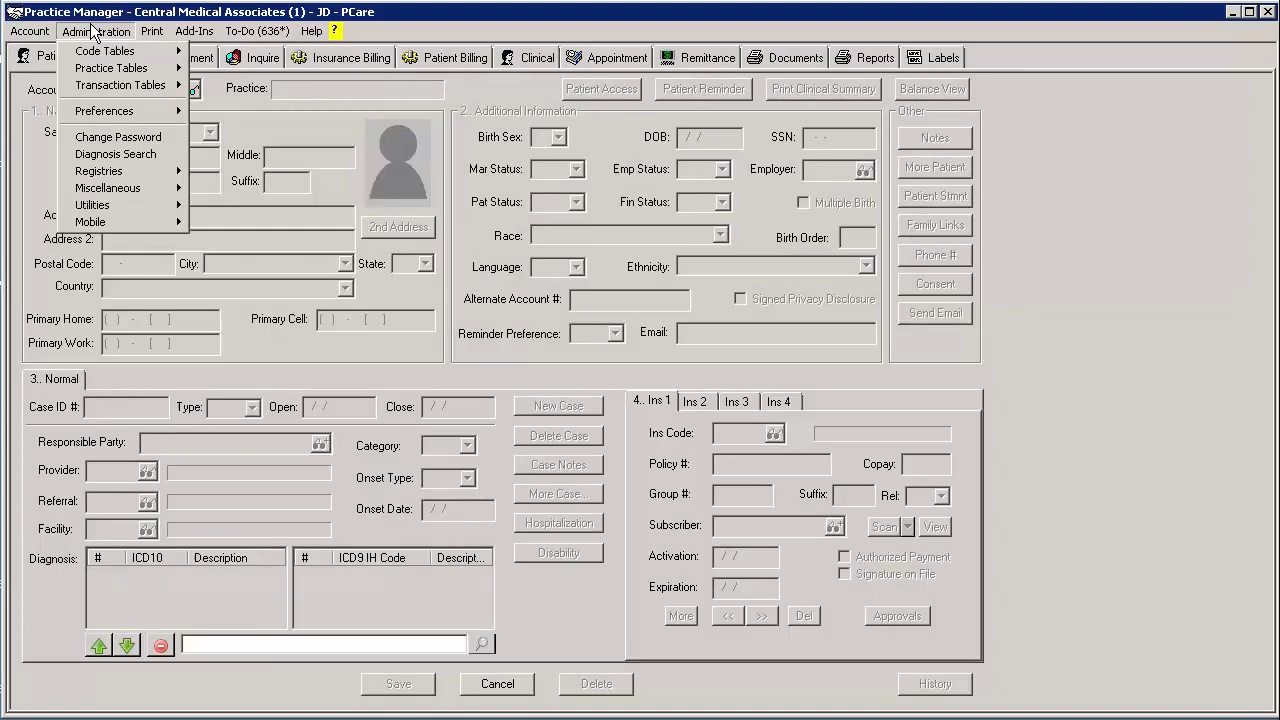 Practice Manager - Central Medical Associates (1) - JD - PCare
Account Administration Print Add-Ins To-Do (636*) Help ?
Inquire Insurance Billing Patient Billing Clinical Appointment Remittance Documents Reports Labels
Code Tables
Practice Tables
Transaction Tables
Preferences
Change Password
Diagnosis Search
Registries
Miscellaneous
Utilities
Mobile
Practice:
Patient Access Patient Reminder Print Clinical Summary Balance View
Middle:
Suffix:
2nd Address
Address 2:
Postal Code: - City: State:
Country:
Primary Home: ( ) - [ ] Primary Cell: ( ) - [ ]
Primary Work: ( ) - [ ]
2. Additional Information
Birth Sex: DOB: / / SSN: - -
Mar Status: Emp Status: Employer:
Pat Status: Fin Status: Multiple Birth
Race: Birth Order:
Language: Ethnicity:
Alternate Account #: Signed Privacy Disclosure
Reminder Preference: Email:
Other
Notes
More Patient
Patient Stmnt
Family Links
Phone #
Consent
Send Email
3.. Normal
Case ID #: Type: Open: / / Close: / /
Responsible Party: Category:
Provider: Onset Type:
Referral: Onset Date: / /
Facility:
Diagnosis: # ICD10 Description # ICD9 IH Code Descript...
New Case
Delete Case
Case Notes
More Case...
Hospitalization
Disability
4.. Ins 1 Ins 2 Ins 3 Ins 4
Ins Code:
Policy #: Copay:
Group #: Suffix: Rel:
Subscriber: Scan View
Activation: / / Authorized Payment
Expiration: / / Signature on File
More << >> Del Approvals
Save Cancel Delete History